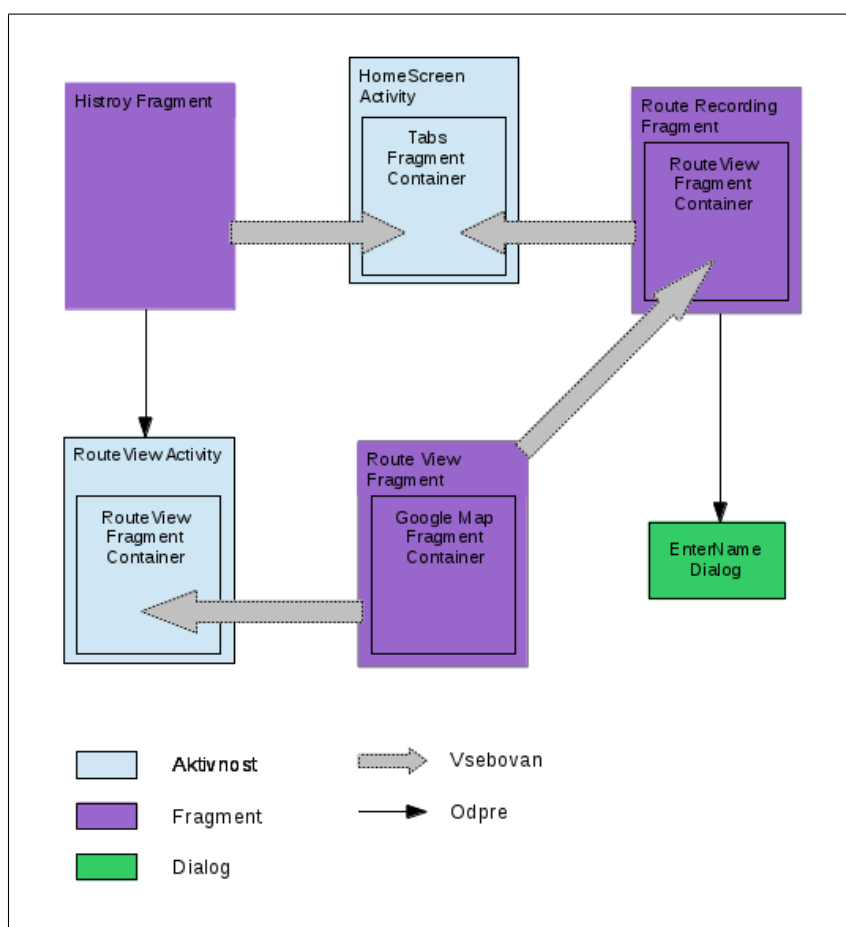 Histroy Fragment
HomeScreen
Activity
Tabs
Fragment
Container
Route Recording
Fragment
RouteView
Fragment
Container
RouteView Activity
RouteView
Fragment
Container
Route View
Fragment
Google Map
Fragment
Container
EnterName
Dialog
Aktivnost
Vsebovan
Fragment
Odpre
Dialog